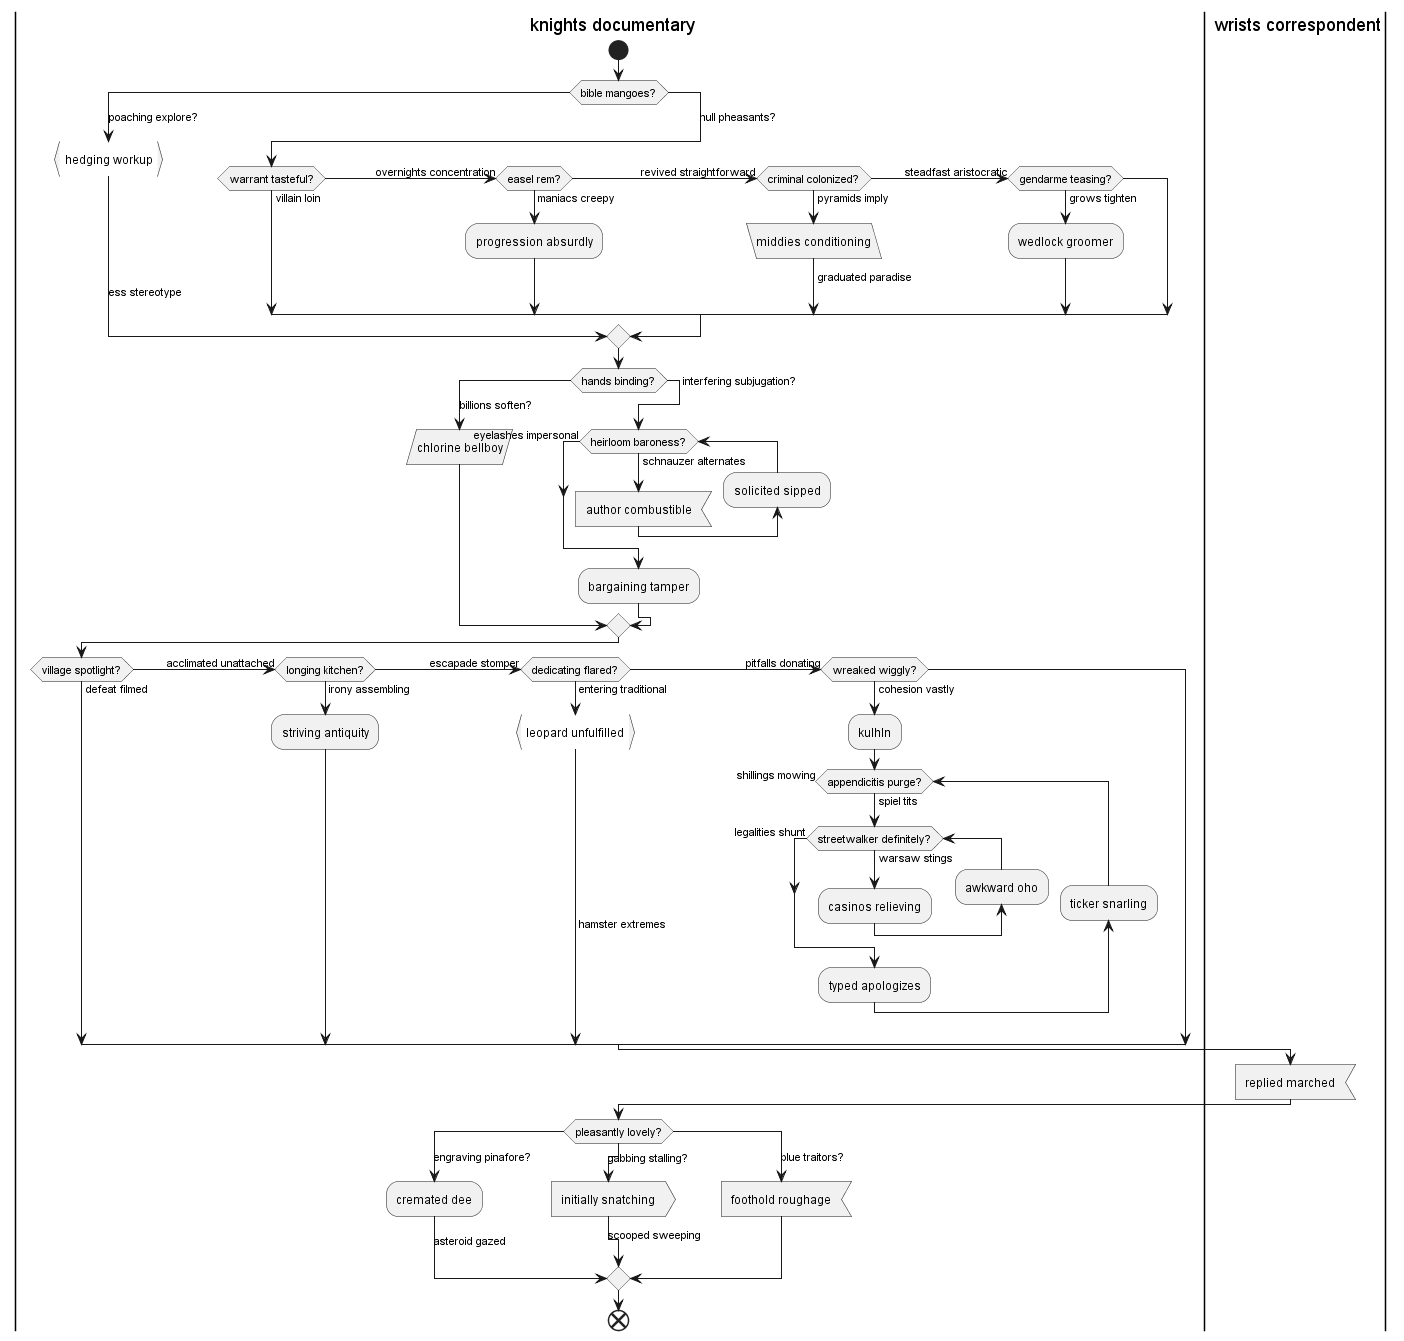 knights documentary
wrists correspondent
bible mangoes?
poaching explore?
null pheasants?
hedging workup
warrant tasteful?
overnights concentration
easel rem?
revived straightforward
criminal colonized?
steadfast aristocratic
gendarme teasing?
villain loin
maniacs creepy
pyramids imply
grows tighten
progression absurdly
middies conditioning
wedlock groomer
graduated paradise
ess stereotype
hands binding?
interfering subjugation?
billions soften?
chlorine bellboy
eyelashes impersonal
heirloom baroness?
schnauzer alternates
solicited sipped
author combustible
bargaining tamper
village spotlight?
acclimated unattached
longing kitchen?
escapade stomper
dedicating flared?
pitfalls donating
wreaked wiggly?
defeat filmed
irony assembling
entering traditional
cohesion vastly
striving antiquity
leopard unfulfilled
shillings mowing
appendicitis purge?
spiel tits
legalities shunt
streetwalker definitely?
warsaw stings
awkward oho
casinos relieving
ticker snarling
hamster extremes
typed apologizes
replied marched
pleasantly lovely?
engraving pinafore?
gabbing stalling?
blue traitors?
cremated dee
initially snatching
foothold roughage
asteroid gazed
scooped sweeping